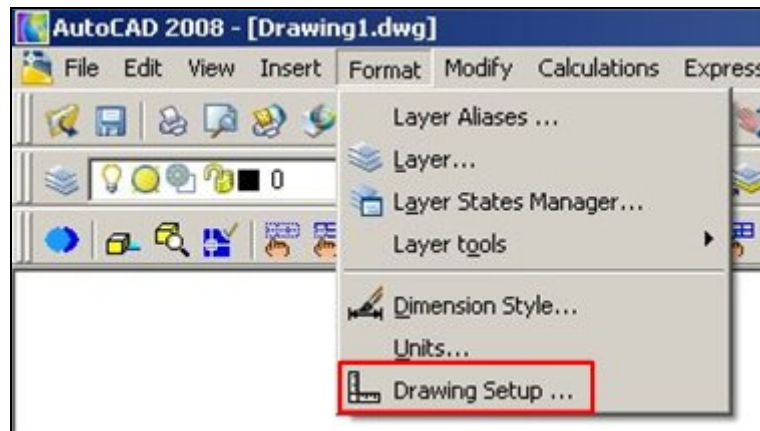 AutoCAD 2008 - [Drawing1.dwg]
File Edit View Insert Format Modify Calculations Express
Layer Aliases ...
0
Layer...
Layer States Manager...
Layer tools
Dimension Style...
Units...
Drawing Setup ...